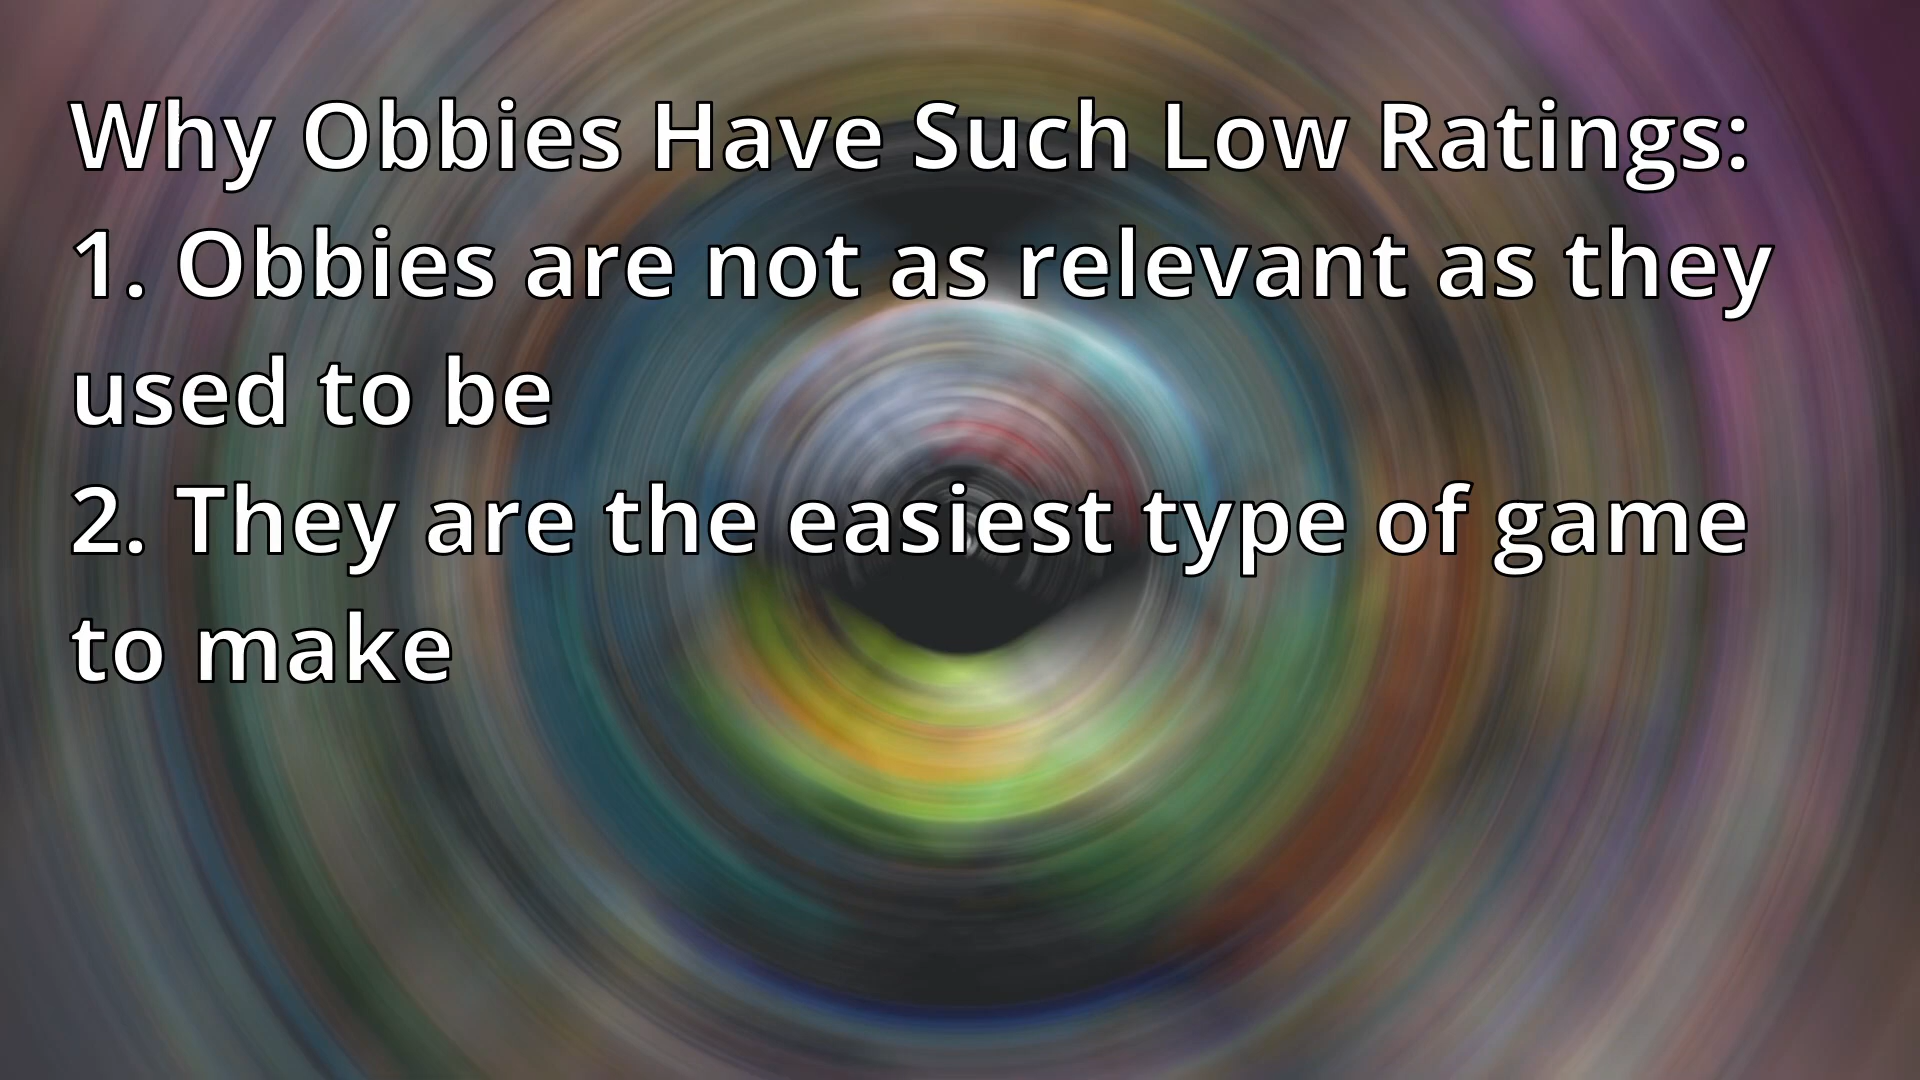 Why Obbies Have Such Low Ratings:
1. Obbies are not as relevant as they
used to be
2. They are the easiest type of game
to make